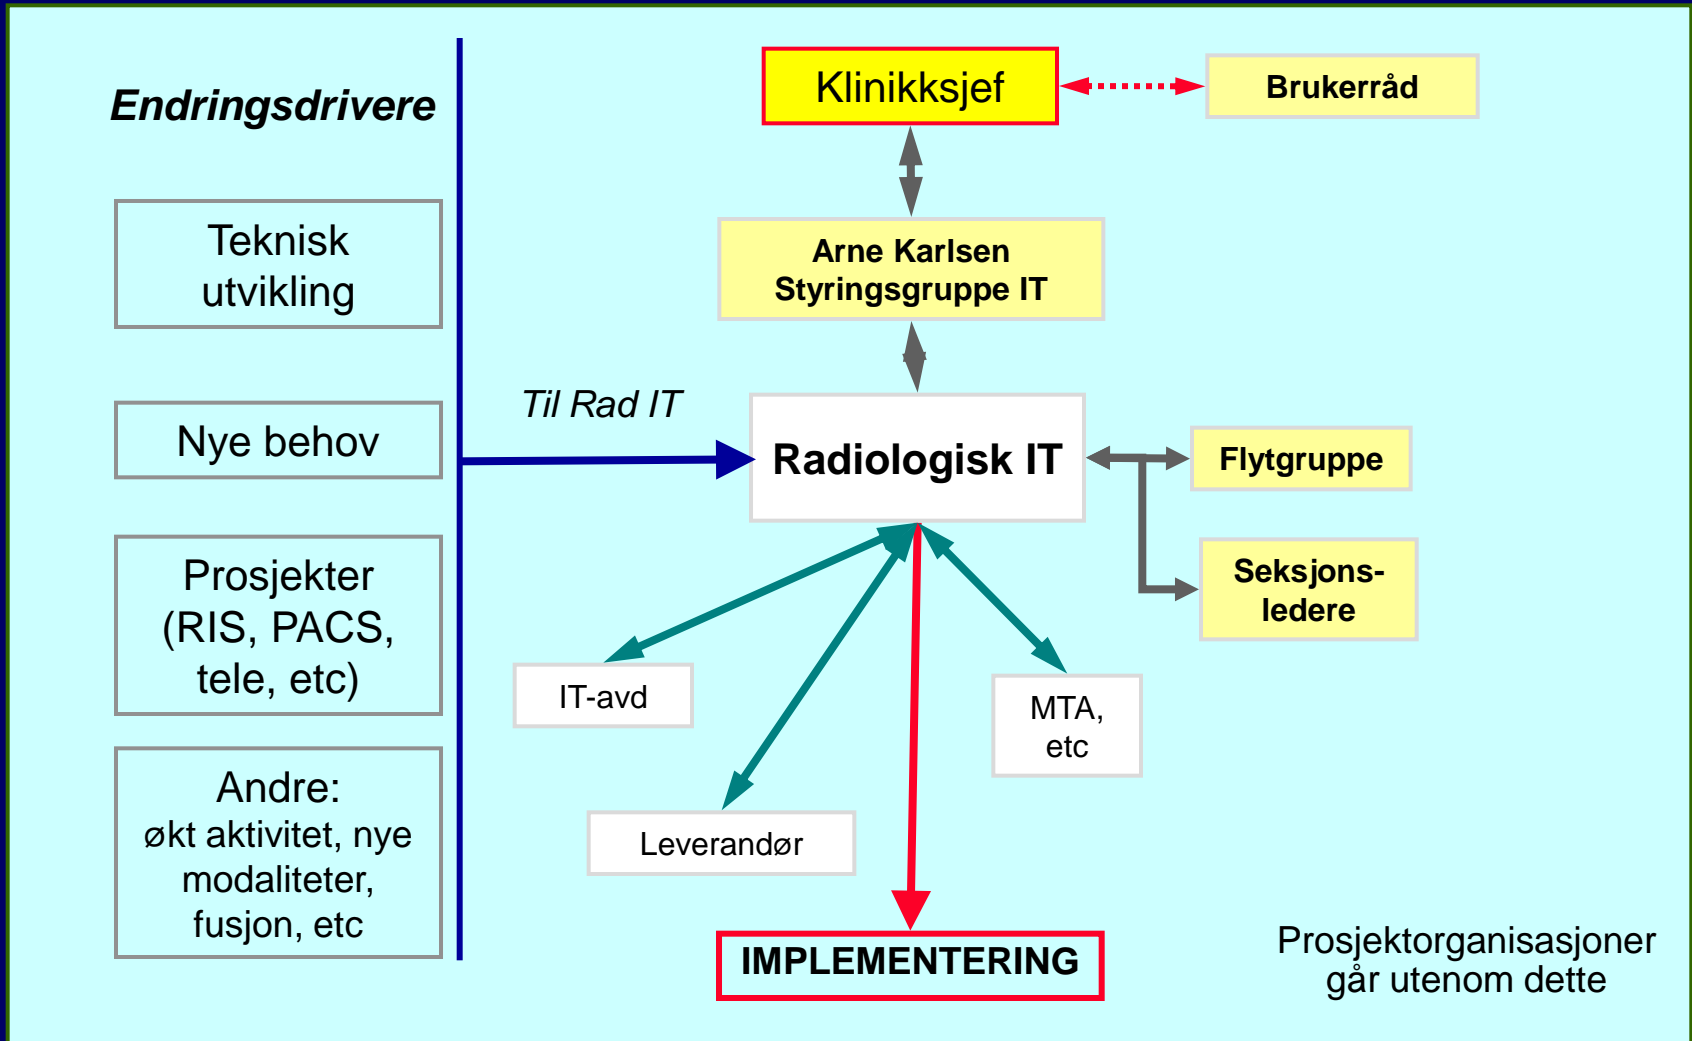 Endringsdrivere
Teknisk
utvikling
Nye behov
Prosjekter
(RIS, PACS,
tele, etc)
Andre:
økt aktivitet, nye
modaliteter,
fusjon, etc
Til Rad IT
Klinikksjef
Brukerråd
Arne Karlsen
Styringsgruppe IT
Radiologisk IT
Flytgruppe
Seksjons-
ledere
IT-avd
MTA,
etc
Leverandør
IMPLEMENTERING
Prosjektorganisasjoner
går utenom dette